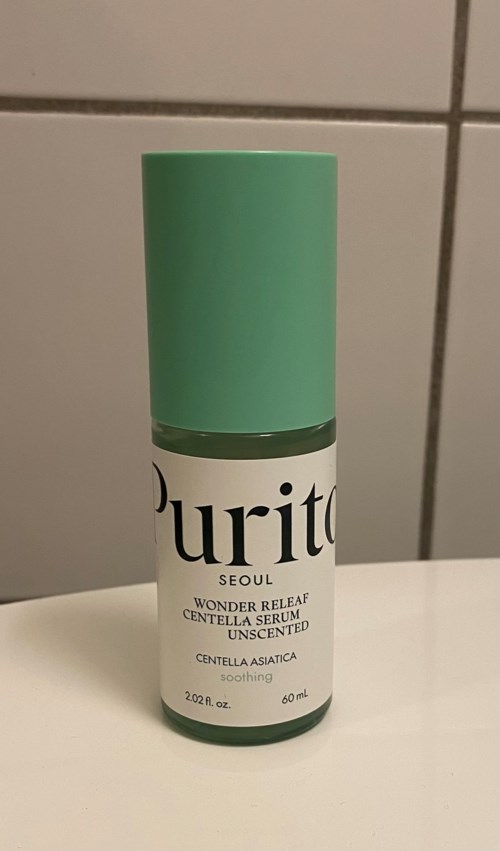 Purito
SEOUL
WONDER RELEAF
CENTELLA SERUM
UNSCENTED
CENTELLA ASIATICA
soothing
2.02 fl. oz. 60 mL